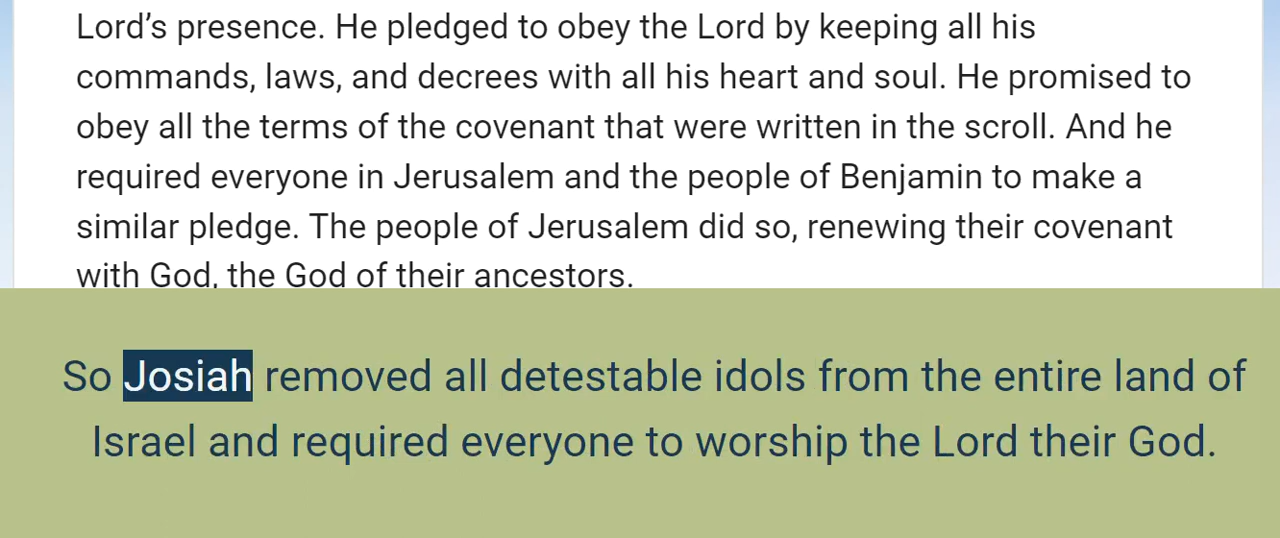 Lord’s presence. He pledged to obey the Lord by keeping all his
commands, laws, and decrees with all his heart and soul. He promised to
obey all the terms of the covenant that were written in the scroll. And he
required everyone in Jerusalem and the people of Benjamin to make a
similar pledge. The people of Jerusalem did so, renewing their covenant
with God, the God of their ancestors.
So Josiah removed all detestable idols from the entire land of
Israel and required everyone to worship the Lord their God.